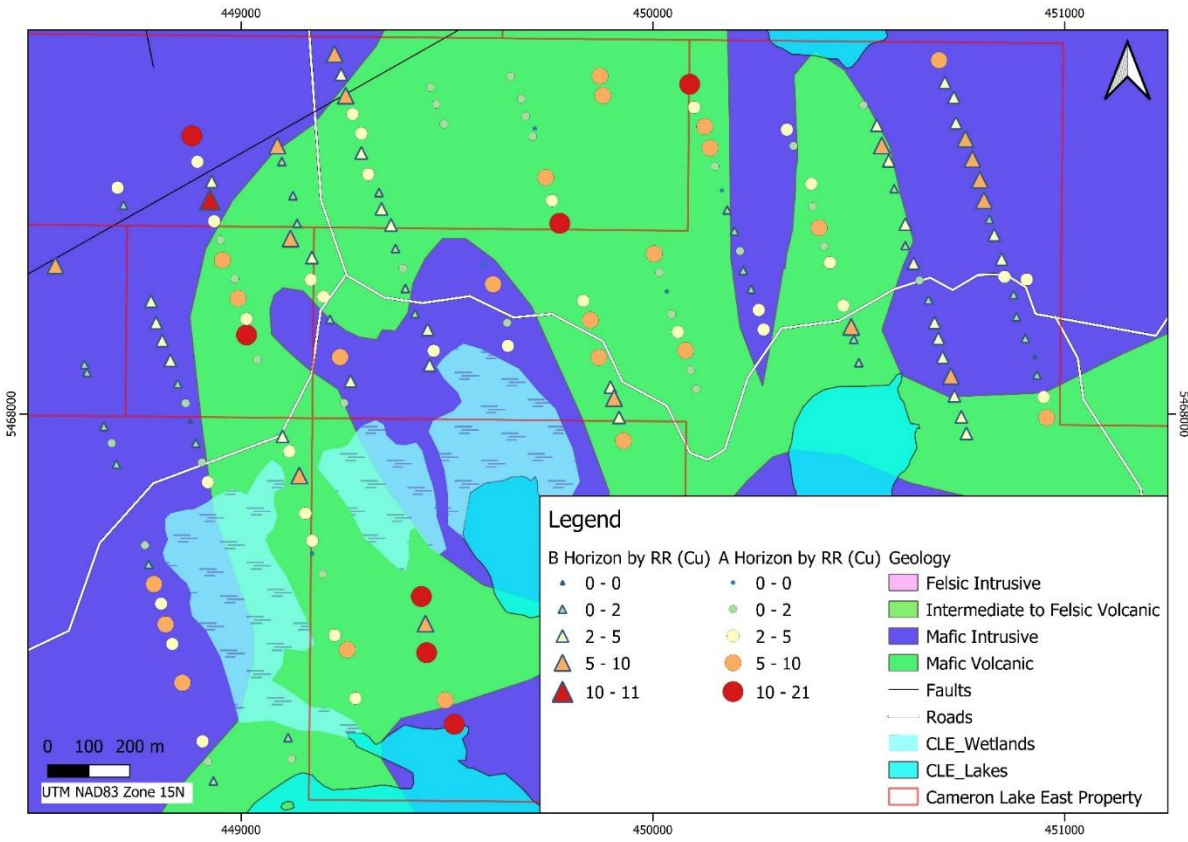 449000 450000 451000
5468000 5468000
Legend
B Horizon by RR (Cu) A Horizon by RR (Cu) Geology
0 - 0 0 - 0 Felsic Intrusive
0 - 2 0 - 2 Intermediate to Felsic Volcanic
2 - 5 2 - 5 Mafic Intrusive
5 - 10 5 - 10 Mafic Volcanic
10 - 11 10 - 21 Faults
Roads
CLE_Wetlands
CLE_Lakes
Cameron Lake East Property
0 100 200 m
UTM NAD83 Zone 15N
449000 450000 451000